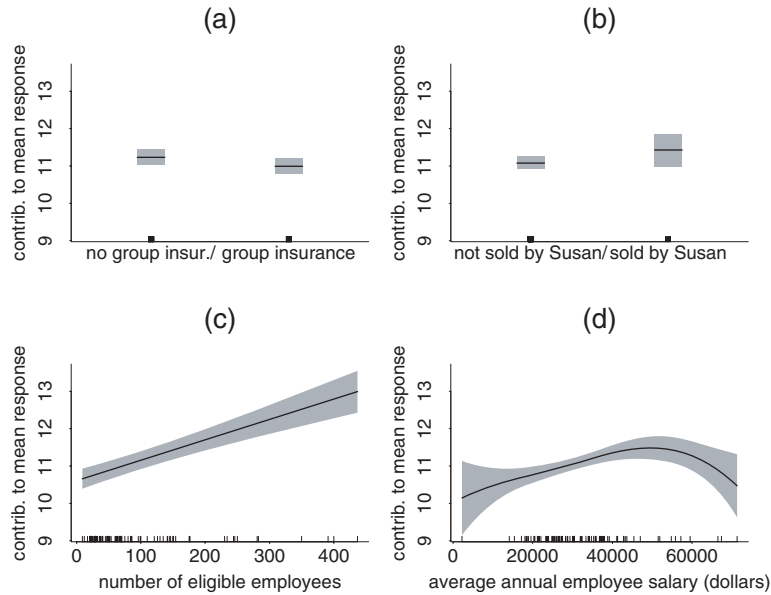 (a)
contrib. to mean response
13
12
11
10
9
no group insur./ group insurance
(b)
contrib. to mean response
13
12
11
10
9
not sold by Susan/ sold by Susan
(c)
contrib. to mean response
13
12
11
10
9
0 100 200 300 400
number of eligible employees
(d)
contrib. to mean response
13
12
11
10
9
0 20000 40000 60000
average annual employee salary (dollars)